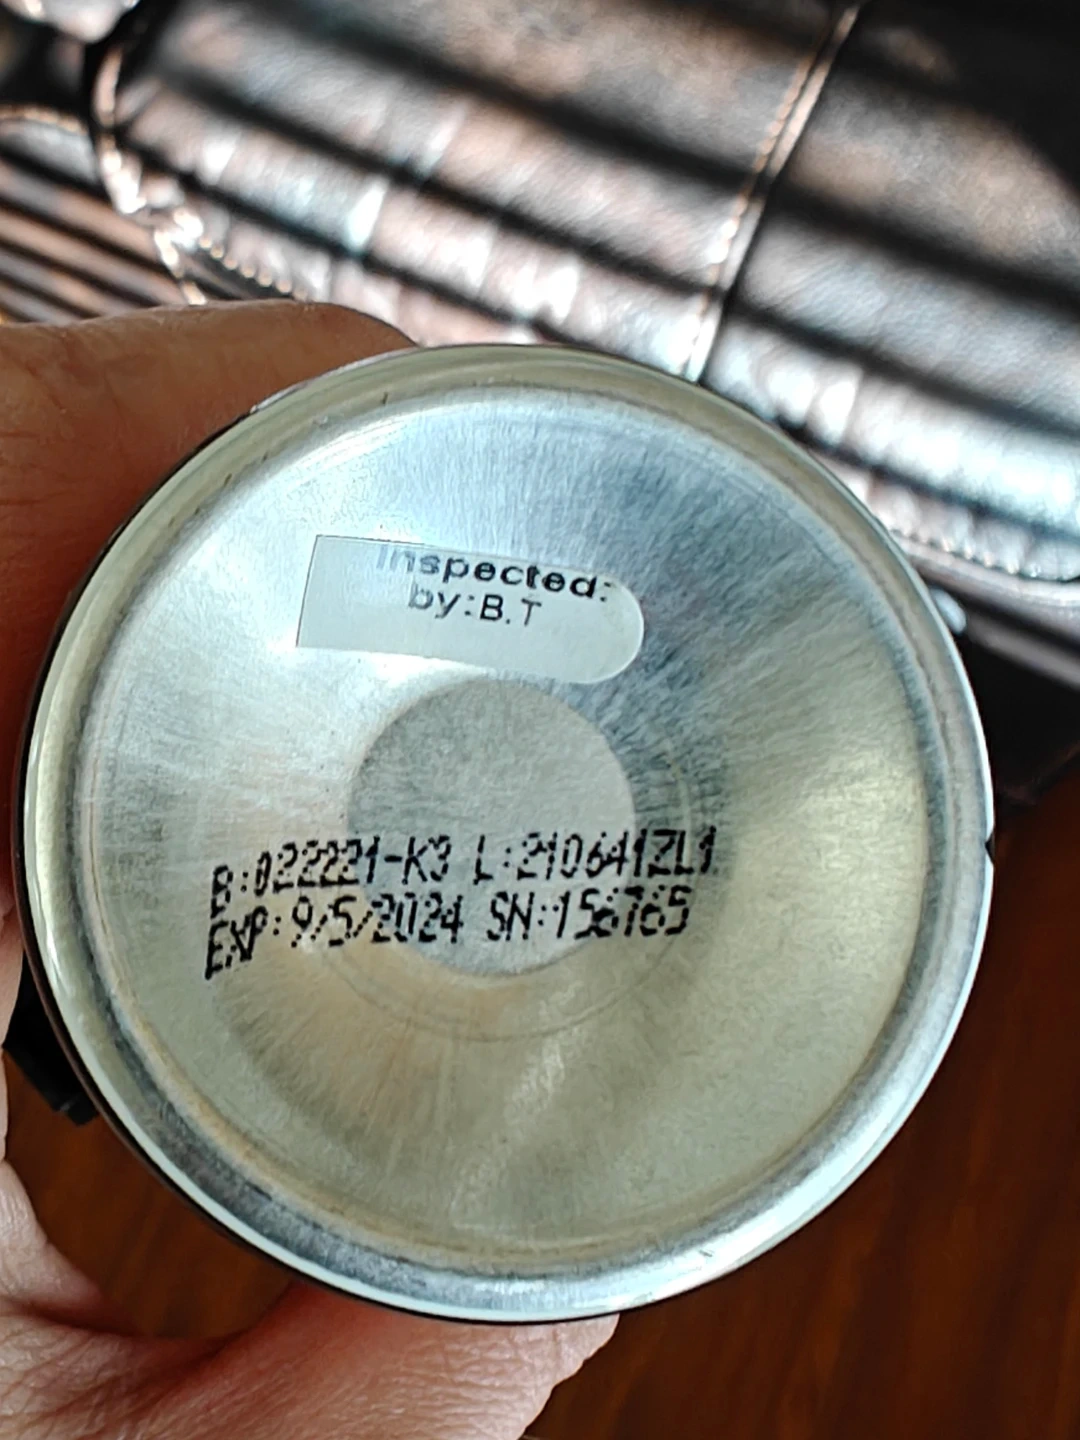 Inspected:
by:B.T
B:022221-K3 L:210641ZL1
EXP:9/5/2024 SN:156765